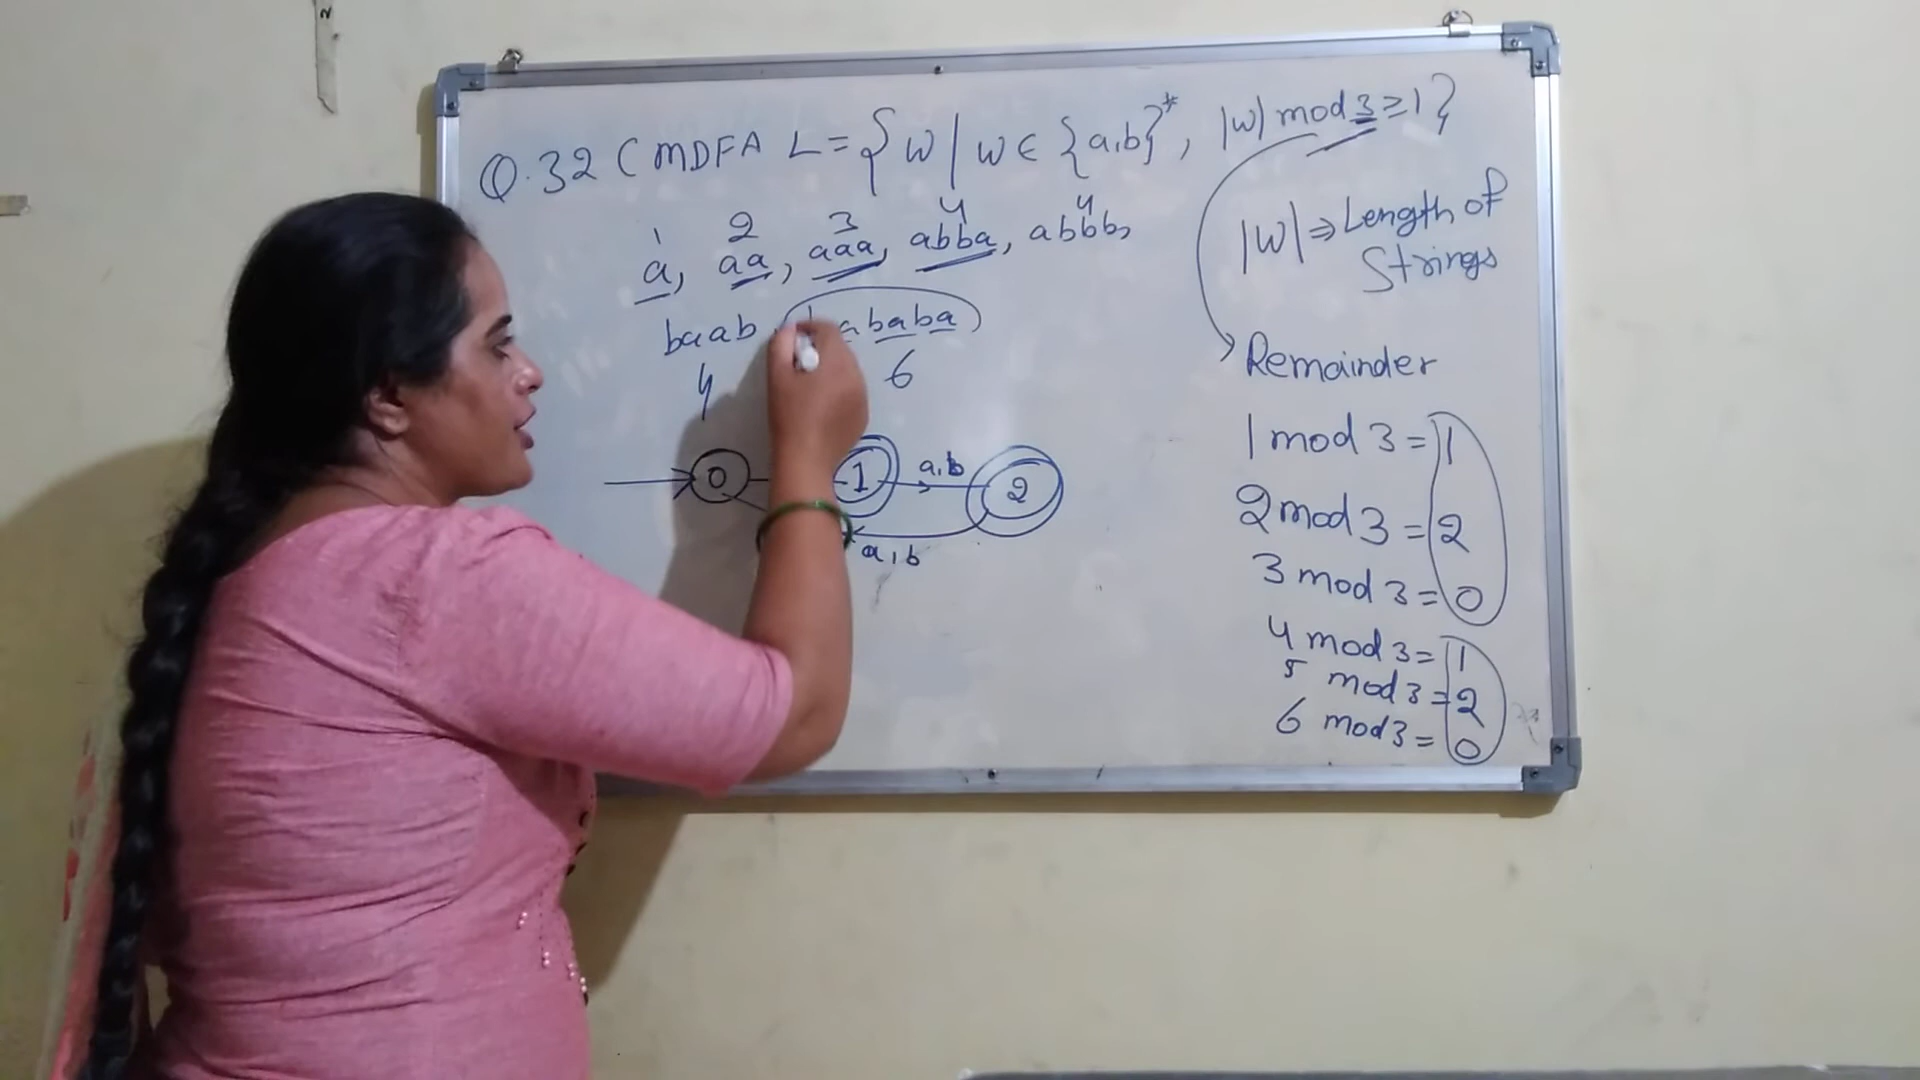 Q.32 CMDFA L={w | w ∈ {a,b}*, |w| mod 3 ≥ 1}
1 2 3 4 4
a, aa, aaa, abba, abbb,
baab
4 6
0 1 a,b 2
a, b
|W| ⇒ Length of
Strings
Remainder
1 mod 3 = 1
2 mod 3 = 2
3 mod 3 = 0
4 mod 3 = 1
5 mod 3 = 2
6 mod 3 = 0